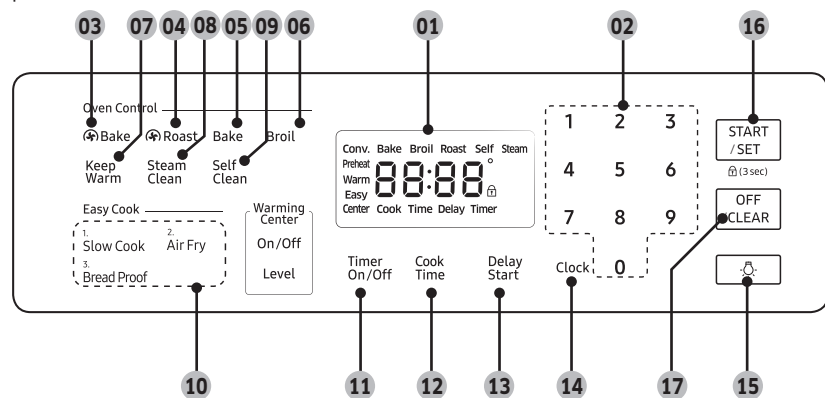 03 07 04 08 05 09 06 01 02 16
Oven Control
Bake Roast Bake Broil
Keep Warm Steam Clean Self Clean
Easy Cook
1. Slow Cook 2. Air Fry
3. Bread Proof
Warming Center
On/Off
Level
Conv. Bake Broil Roast Self Steam
Preheat
Warm
Easy
88:88°
Center Cook Time Delay Timer
Timer On/Off
Cook Time
Delay Start
Clock
1 2 3
4 5 6
7 8 9
0
START /SET
(3 sec)
OFF CLEAR
10 11 12 13 14 17 15